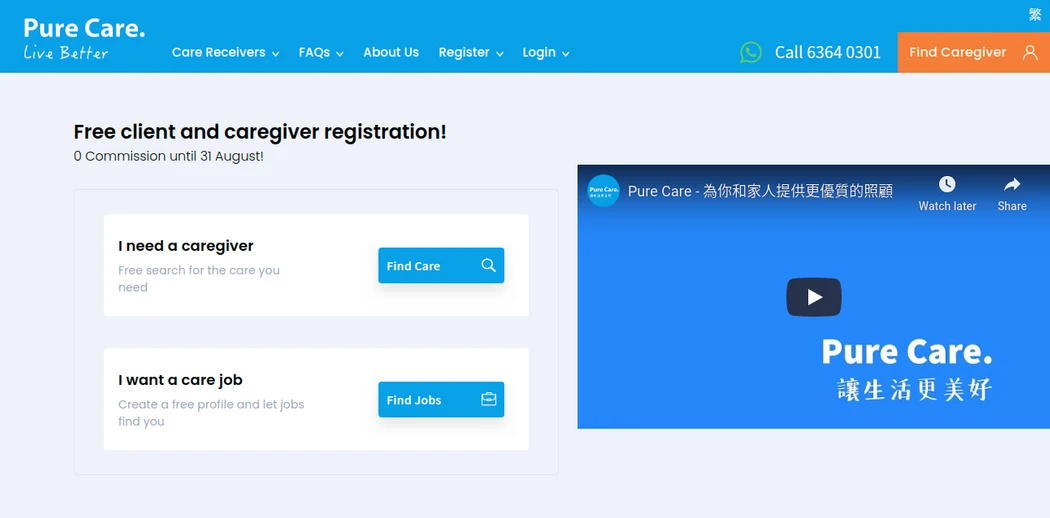 繁
Pure Care.
Live Better
Care Receivers
FAQs
About Us
Register
Login
Call 6364 0301
Find Caregiver
Free client and caregiver registration!
0 Commission until 31 August!
I need a caregiver
Free search for the care you
need
Find Care
I want a care job
Create a free profile and let jobs
find you
Find Jobs
Pure Care.
Pure Care - 為你和家人提供更優質的照顧
Watch later
Share
Pure Care.
讓生活更美好